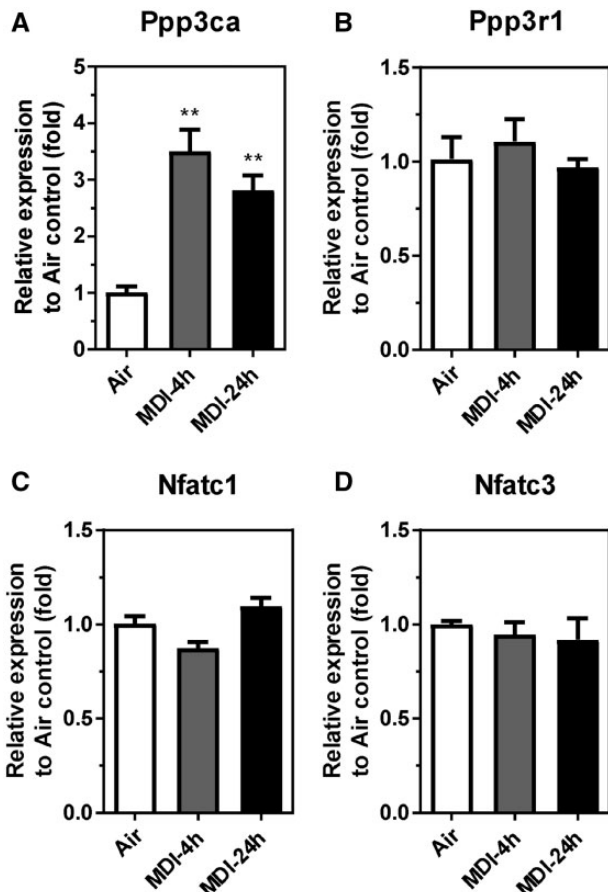 A
Ppp3ca
Relative expression
to Air control (fold)
5
4
3
2
1
0
**
**
Air
MDI-4h
MDI-24h
B
Ppp3r1
Relative expression
to Air control (fold)
1.5
1.0
0.5
0.0
Air
MDI-4h
MDI-24h
C
Nfatc1
Relative expression
to Air control (fold)
1.5
1.0
0.5
0.0
Air
MDI-4h
MDI-24h
D
Nfatc3
Relative expression
to Air control (fold)
1.5
1.0
0.5
0.0
Air
MDI-4h
MDI-24h